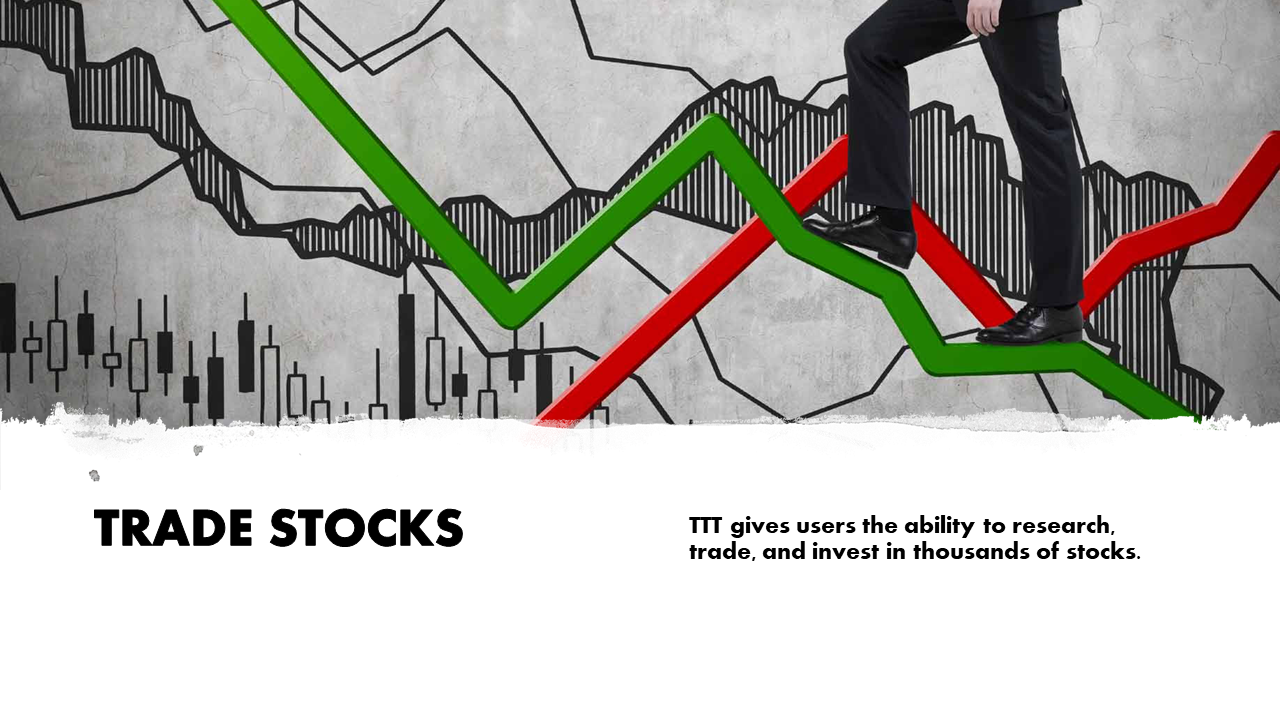 TRADE STOCKS
TTT gives users the ability to research,
trade, and invest in thousands of stocks.